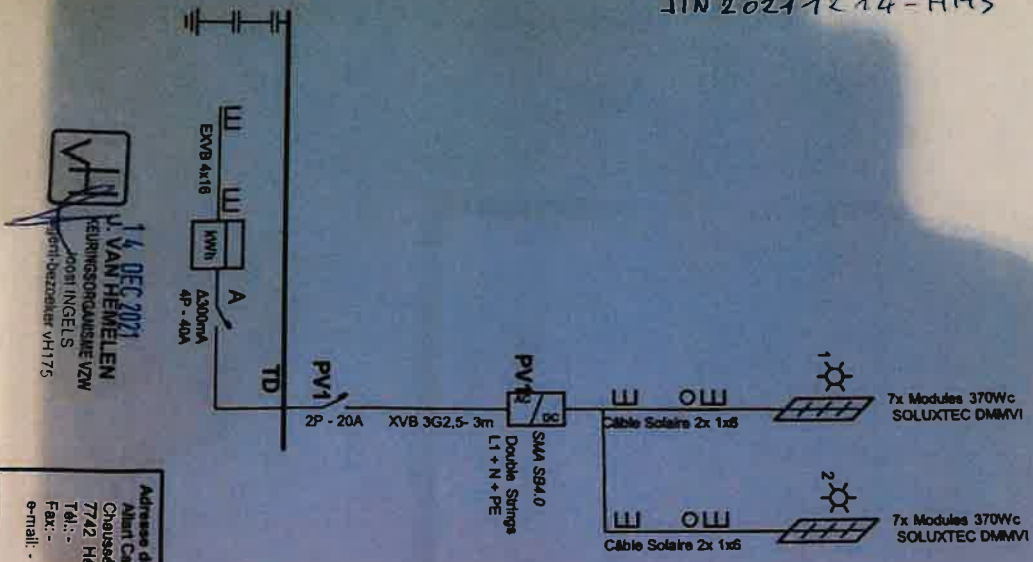 JIN 20211214-HMS
EXVB 4x16
kWh
A
Δ300mA
4P - 40A
TD
PV1
2P - 20A
XVB 3G2,5- 3m
PV1
DC
SMA SB4.0
Double Strings
L1 + N + PE
1
Câble Solaire 2x 1x6
7x Modules 370Wc
SOLUXTEC DMMVI
2
Câble Solaire 2x 1x6
7x Modules 370Wc
SOLUXTEC DMMVI
vH
14 DEC 2021
J. VAN HEMELEN
KEURINGSORGANISME VZW
Joost INGELS
Agent-bezoeker vH175
Adresse d
Allart Ca
Chaussé
7742 Hé
Tél.: -
Fax: -
e-mail: -